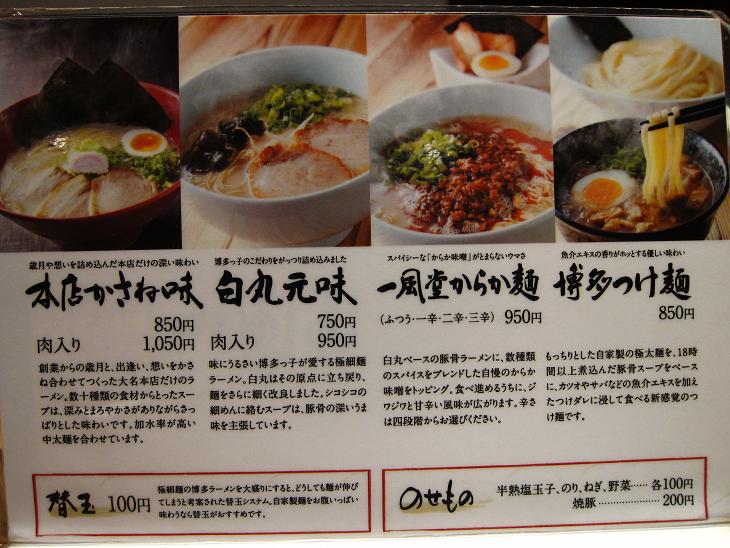 歳月や想いを詰め込んだ本店だけの深い味わい
本店かさね味
850円
肉入り 1,050円
創業からの歳月と、出逢い、想いをかさ
ね合わせてつくった大名本店だけのラー
メン。数十種類の食材からとったスー
プは、深みとまろやかさがありながらさっ
ぱりとした味わいです。加水率が高い
中太麺を合わせています。
博多っ子のこだわりをがっつり詰め込みました
白丸元味
750円
肉入り 950円
味にうるさい博多っ子が愛する極細麺
ラーメン。白丸はその原点に立ち戻り、
麺をさらに細く改良しました。シコシコの
細めんに絡むスープは、豚骨の深いうま
味を主張しています。
スパイシーな「からか味噌」がとまらないウマさ
一風堂からか麺
(ふつう・一辛・二辛・三辛) 950円
白丸ベースの豚骨ラーメンに、数種類
のスパイスをブレンドした自慢のからか
味噌をトッピング。食べ進めるうちに、ジ
ワジワと甘辛い風味が広がります。辛さ
は四段階からお選びください。
魚介エキスの香りがホッとする優しい味わい
博多つけ麺
850円
もっちりとした自家製の極太麺を、18時
間以上煮込んだ豚骨スープをベース
に、カツオやサバなどの魚介エキスを加え
たつけダレに浸して食べる新感覚のつ
け麺です。
替玉 100円
極細麺の博多ラーメンを大盛りにすると、どうしても麺が伸び
てしまうと考案された替玉システム。自家製麺をお腹いっぱい
味わうなら替玉がおすすめです。
のせもの
半熟塩玉子、のり、ねぎ、野菜…… 各100円
焼豚 ………………… 200円